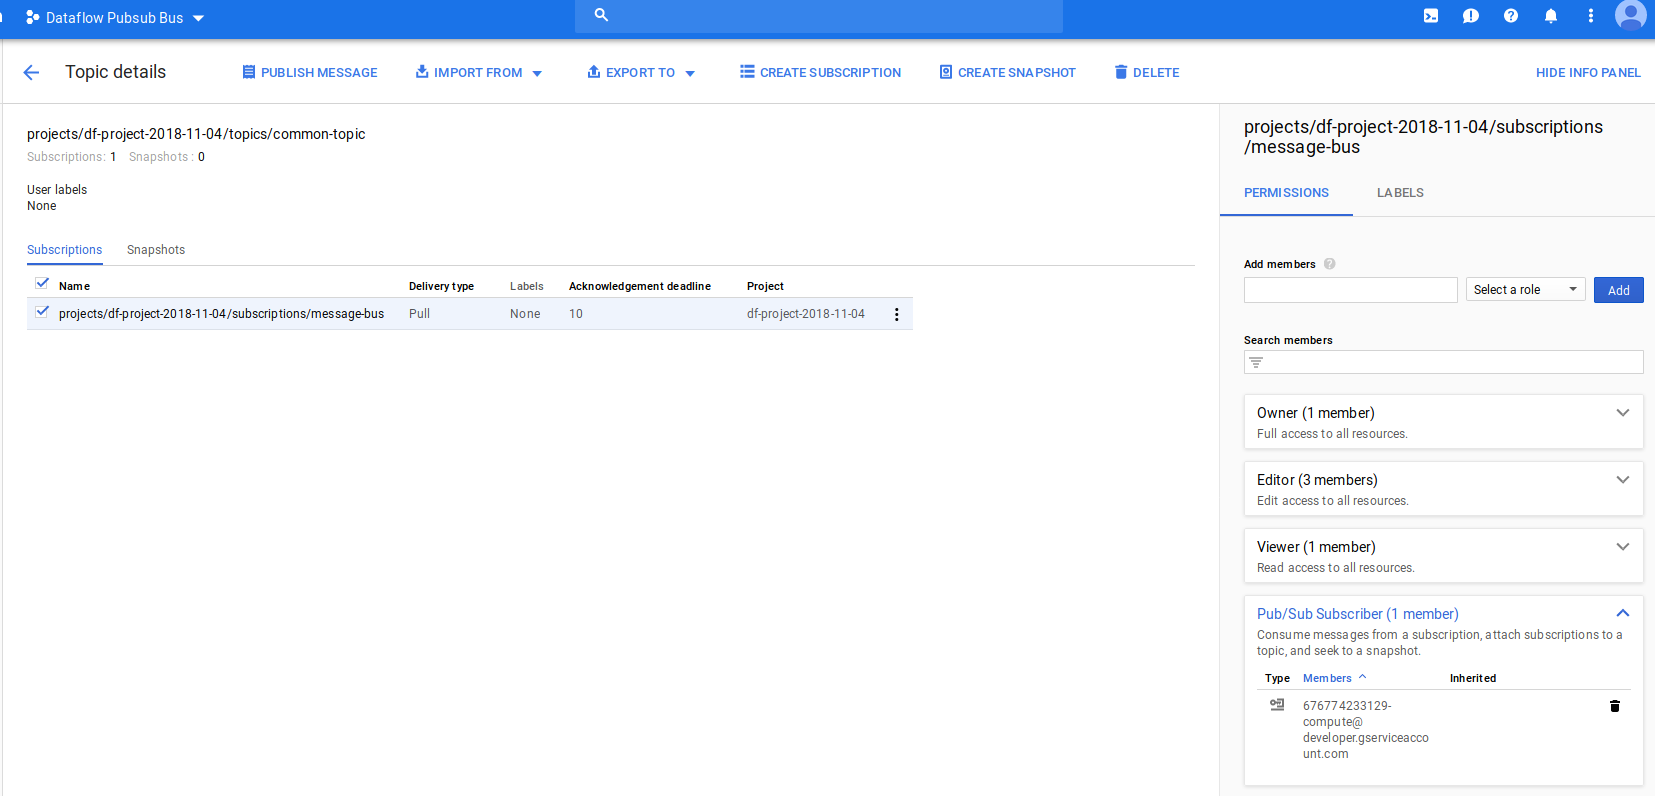 Dataflow Pubsub Bus
Topic details
PUBLISH MESSAGE
IMPORT FROM
EXPORT TO
CREATE SUBSCRIPTION
CREATE SNAPSHOT
DELETE
HIDE INFO PANEL
projects/df-project-2018-11-04/topics/common-topic
Subscriptions: 1 Snapshots : 0
User labels
None
Subscriptions Snapshots
Name Delivery type Labels Acknowledgement deadline Project
projects/df-project-2018-11-04/subscriptions/message-bus Pull None 10 df-project-2018-11-04
projects/df-project-2018-11-04/subscriptions
/message-bus
PERMISSIONS LABELS
Add members ?
Select a role Add
Search members
Owner (1 member)
Full access to all resources.
Editor (3 members)
Edit access to all resources.
Viewer (1 member)
Read access to all resources.
Pub/Sub Subscriber (1 member)
Consume messages from a subscription, attach subscriptions to a
topic, and seek to a snapshot.
Type Members Inherited
676774233129-
compute@
developer.gserviceacco
unt.com